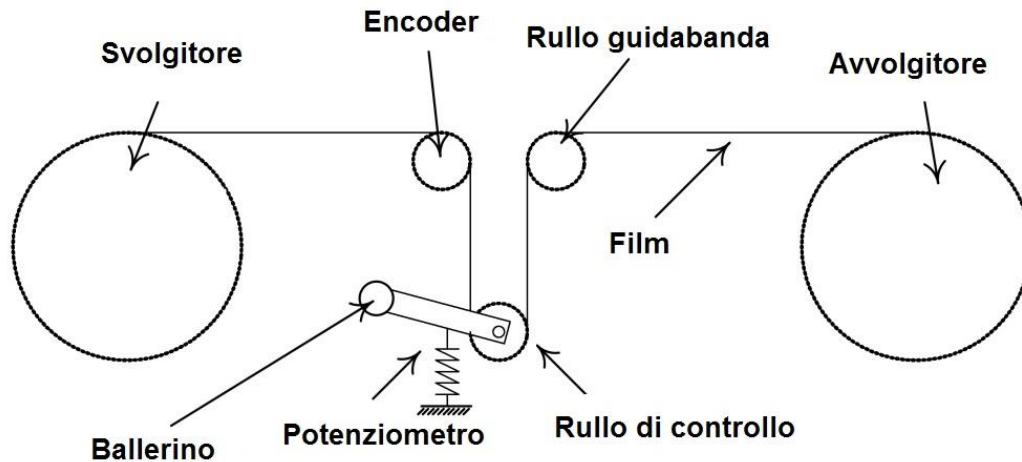 Encoder
Rullo guidabanda
Svolgitore
Avvolgitore
Film
Ballerino
Potenziometro
Rullo di controllo